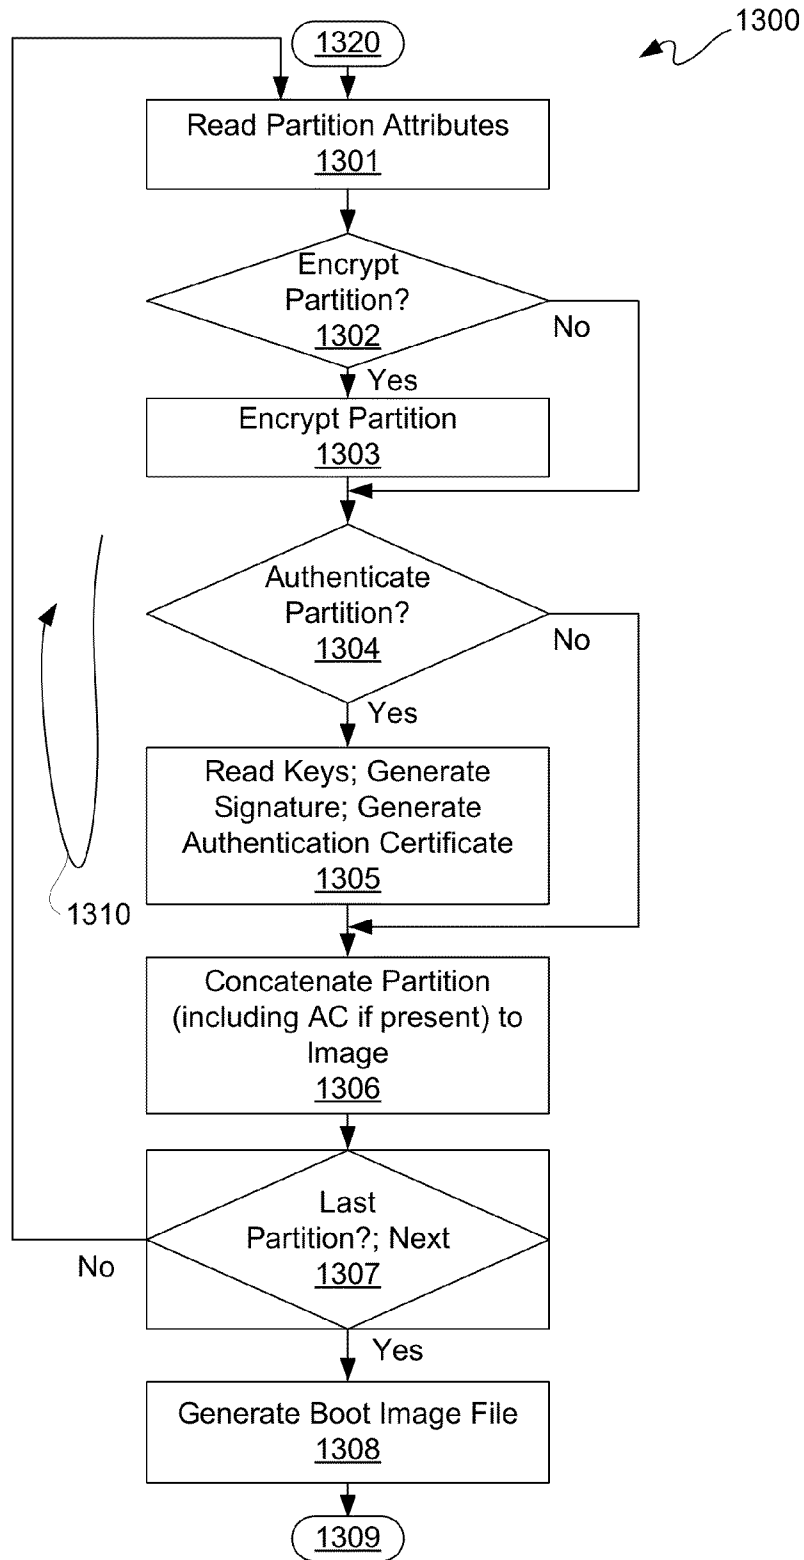 1300
1320
Read Partition Attributes
1301
Encrypt
Partition?
1302
No
Yes
Encrypt Partition
1303
Authenticate
Partition?
1304
No
Yes
Read Keys; Generate
Signature; Generate
Authentication Certificate
1305
1310
Concatenate Partition
(including AC if present) to
Image
1306
Last
Partition?; Next
1307
No
Yes
Generate Boot Image File
1308
1309